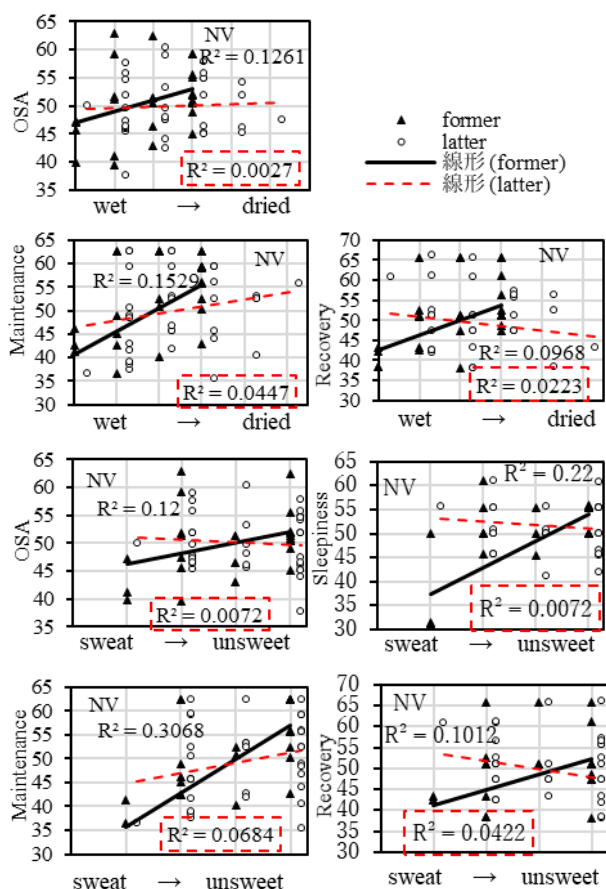 65
60
55
50
45
40
35
OSA
NV
R² = 0.1261
R² = 0.0027
wet → dried
former
latter
線形 (former)
線形 (latter)
65
60
55
50
45
40
35
30
Maintenance
NV
R² = 0.1529
R² = 0.0447
wet → dried
70
65
60
55
50
45
40
35
30
Recovery
NV
R² = 0.0968
R² = 0.0223
wet → dried
65
60
55
50
45
40
35
OSA
NV
R² = 0.12
R² = 0.0072
sweat → unsweet
65
60
55
50
45
40
35
30
Sleepiness
NV
R² = 0.22
R² = 0.0072
sweat → unsweet
65
60
55
50
45
40
35
30
Maintenance
NV
R² = 0.3068
R² = 0.0684
sweat → unsweet
70
65
60
55
50
45
40
35
30
Recovery
NV
R² = 0.1012
R² = 0.0422
sweat → unsweet